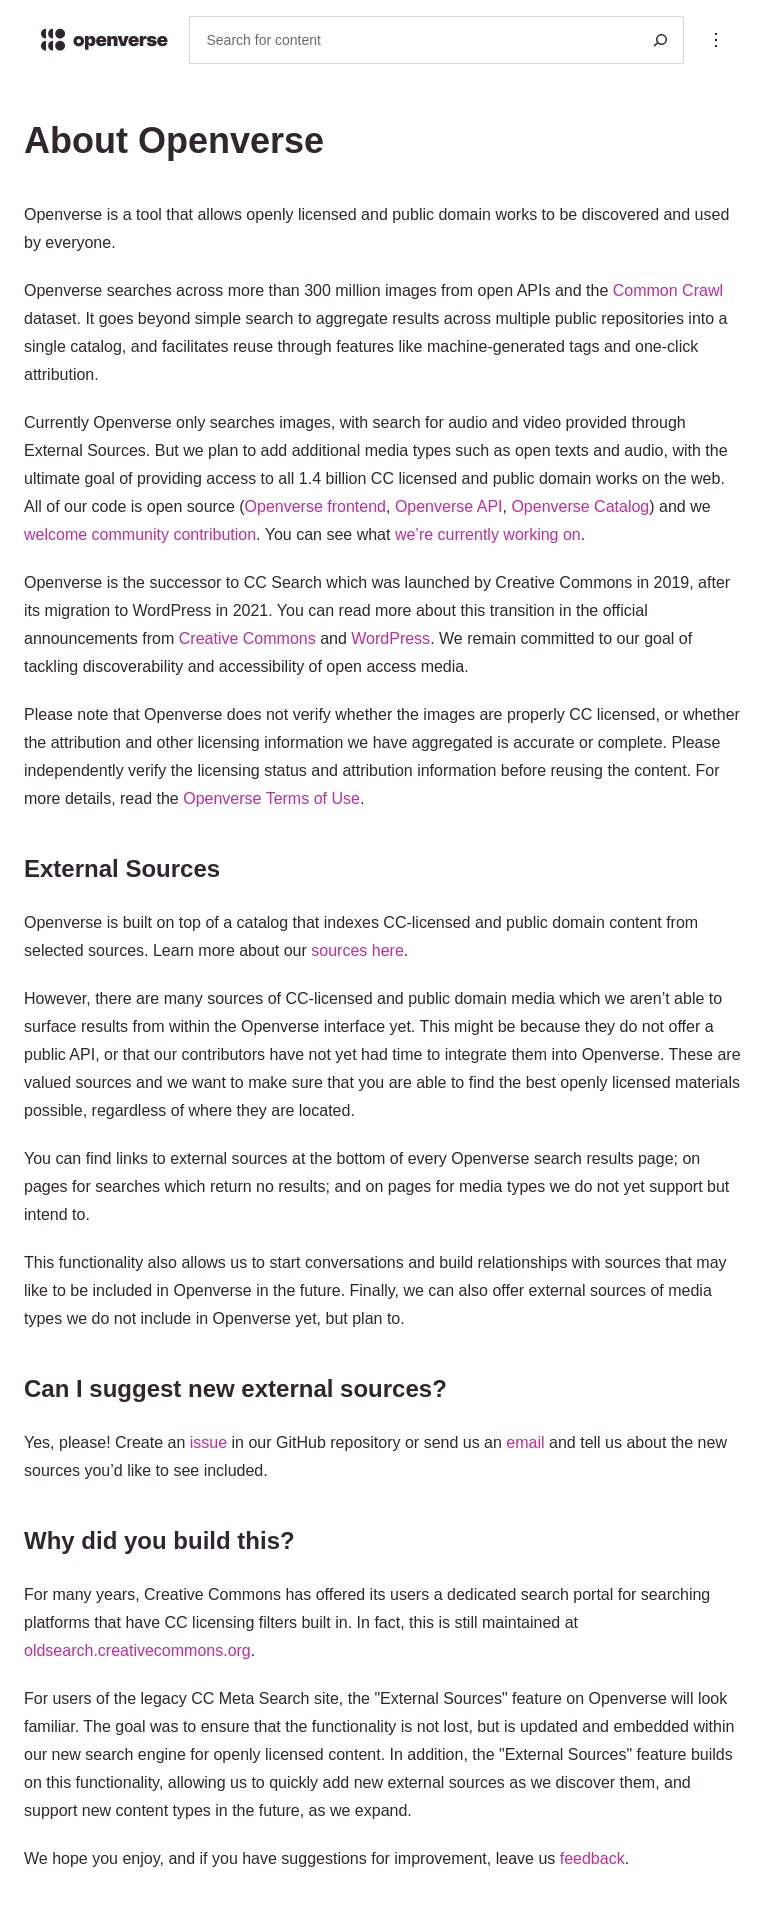 openverse
Search for content
About Openverse
Openverse is a tool that allows openly licensed and public domain works to be discovered and used
by everyone.
Openverse searches across more than 300 million images from open APIs and the Common Crawl
dataset. It goes beyond simple search to aggregate results across multiple public repositories into a
single catalog, and facilitates reuse through features like machine-generated tags and one-click
attribution.
Currently Openverse only searches images, with search for audio and video provided through
External Sources. But we plan to add additional media types such as open texts and audio, with the
ultimate goal of providing access to all 1.4 billion CC licensed and public domain works on the web.
All of our code is open source (Openverse frontend, Openverse API, Openverse Catalog) and we
welcome community contribution. You can see what we’re currently working on.
Openverse is the successor to CC Search which was launched by Creative Commons in 2019, after
its migration to WordPress in 2021. You can read more about this transition in the official
announcements from Creative Commons and WordPress. We remain committed to our goal of
tackling discoverability and accessibility of open access media.
Please note that Openverse does not verify whether the images are properly CC licensed, or whether
the attribution and other licensing information we have aggregated is accurate or complete. Please
independently verify the licensing status and attribution information before reusing the content. For
more details, read the Openverse Terms of Use.
External Sources
Openverse is built on top of a catalog that indexes CC-licensed and public domain content from
selected sources. Learn more about our sources here.
However, there are many sources of CC-licensed and public domain media which we aren’t able to
surface results from within the Openverse interface yet. This might be because they do not offer a
public API, or that our contributors have not yet had time to integrate them into Openverse. These are
valued sources and we want to make sure that you are able to find the best openly licensed materials
possible, regardless of where they are located.
You can find links to external sources at the bottom of every Openverse search results page; on
pages for searches which return no results; and on pages for media types we do not yet support but
intend to.
This functionality also allows us to start conversations and build relationships with sources that may
like to be included in Openverse in the future. Finally, we can also offer external sources of media
types we do not include in Openverse yet, but plan to.
Can I suggest new external sources?
Yes, please! Create an issue in our GitHub repository or send us an email and tell us about the new
sources you’d like to see included.
Why did you build this?
For many years, Creative Commons has offered its users a dedicated search portal for searching
platforms that have CC licensing filters built in. In fact, this is still maintained at
oldsearch.creativecommons.org.
For users of the legacy CC Meta Search site, the "External Sources" feature on Openverse will look
familiar. The goal was to ensure that the functionality is not lost, but is updated and embedded within
our new search engine for openly licensed content. In addition, the "External Sources" feature builds
on this functionality, allowing us to quickly add new external sources as we discover them, and
support new content types in the future, as we expand.
We hope you enjoy, and if you have suggestions for improvement, leave us feedback.